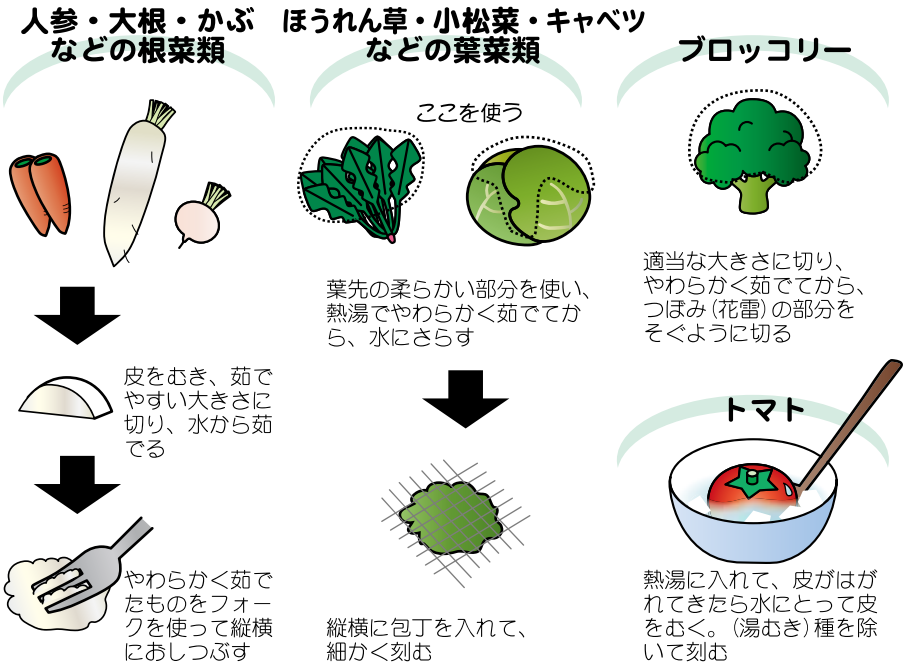 人参・大根・かぶ
などの根菜類
皮をむき、茹で
やすい大きさに
切り、水から茹
でる
やわらかく茹で
たものをフォー
クを使って縦横
におしつぶす
ほうれん草・小松菜・キャベツ
などの葉菜類
ここを使う
葉先の柔らかい部分を使い、
熱湯でやわらかく茹でてか
ら、水にさらす
縦横に包丁を入れて、
細かく刻む
ブロッコリー
適当な大きさに切り、
やわらかく茹でてから、
つぼみ(花雷)の部分を
そぐように切る
トマト
熱湯に入れて、皮がはが
れてきたら水にとって皮
をむく。(湯むき)種を除
いて刻む